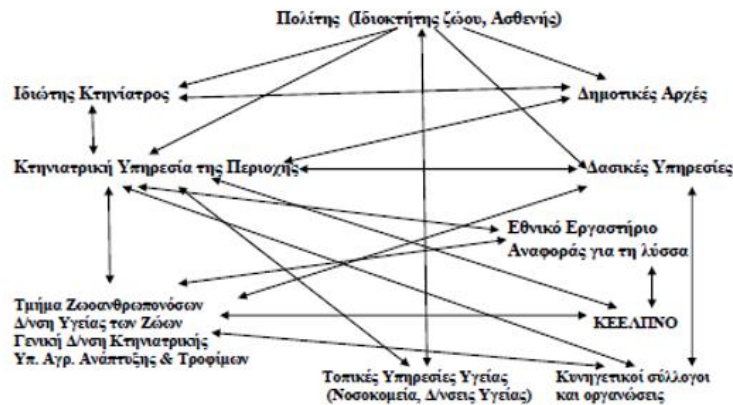 Πολίτης (Ιδιοκτήτης ζώου, Ασθενής)
Ιδιώτης Κτηνίατρος
Δημοτικές Αρχές
Κτηνιατρική Υπηρεσία της Περιοχής
Δασικές Υπηρεσίες
Εθνικό Εργαστήριο
Αναφοράς για τη λύσσα
Τμήμα Ζωοανθρωπονόσων
Δ/νση Υγείας των Ζώων
Γενική Δ/νση Κτηνιατρικής
Υπ. Αγρ. Ανάπτυξης & Τροφίμων
ΚΕΕΛΠΝΟ
Τοπικές Υπηρεσίες Υγείας
(Νοσοκομεία, Δ/νσεις Υγείας)
Κυνηγετικοί σύλλογοι
και οργανώσεις